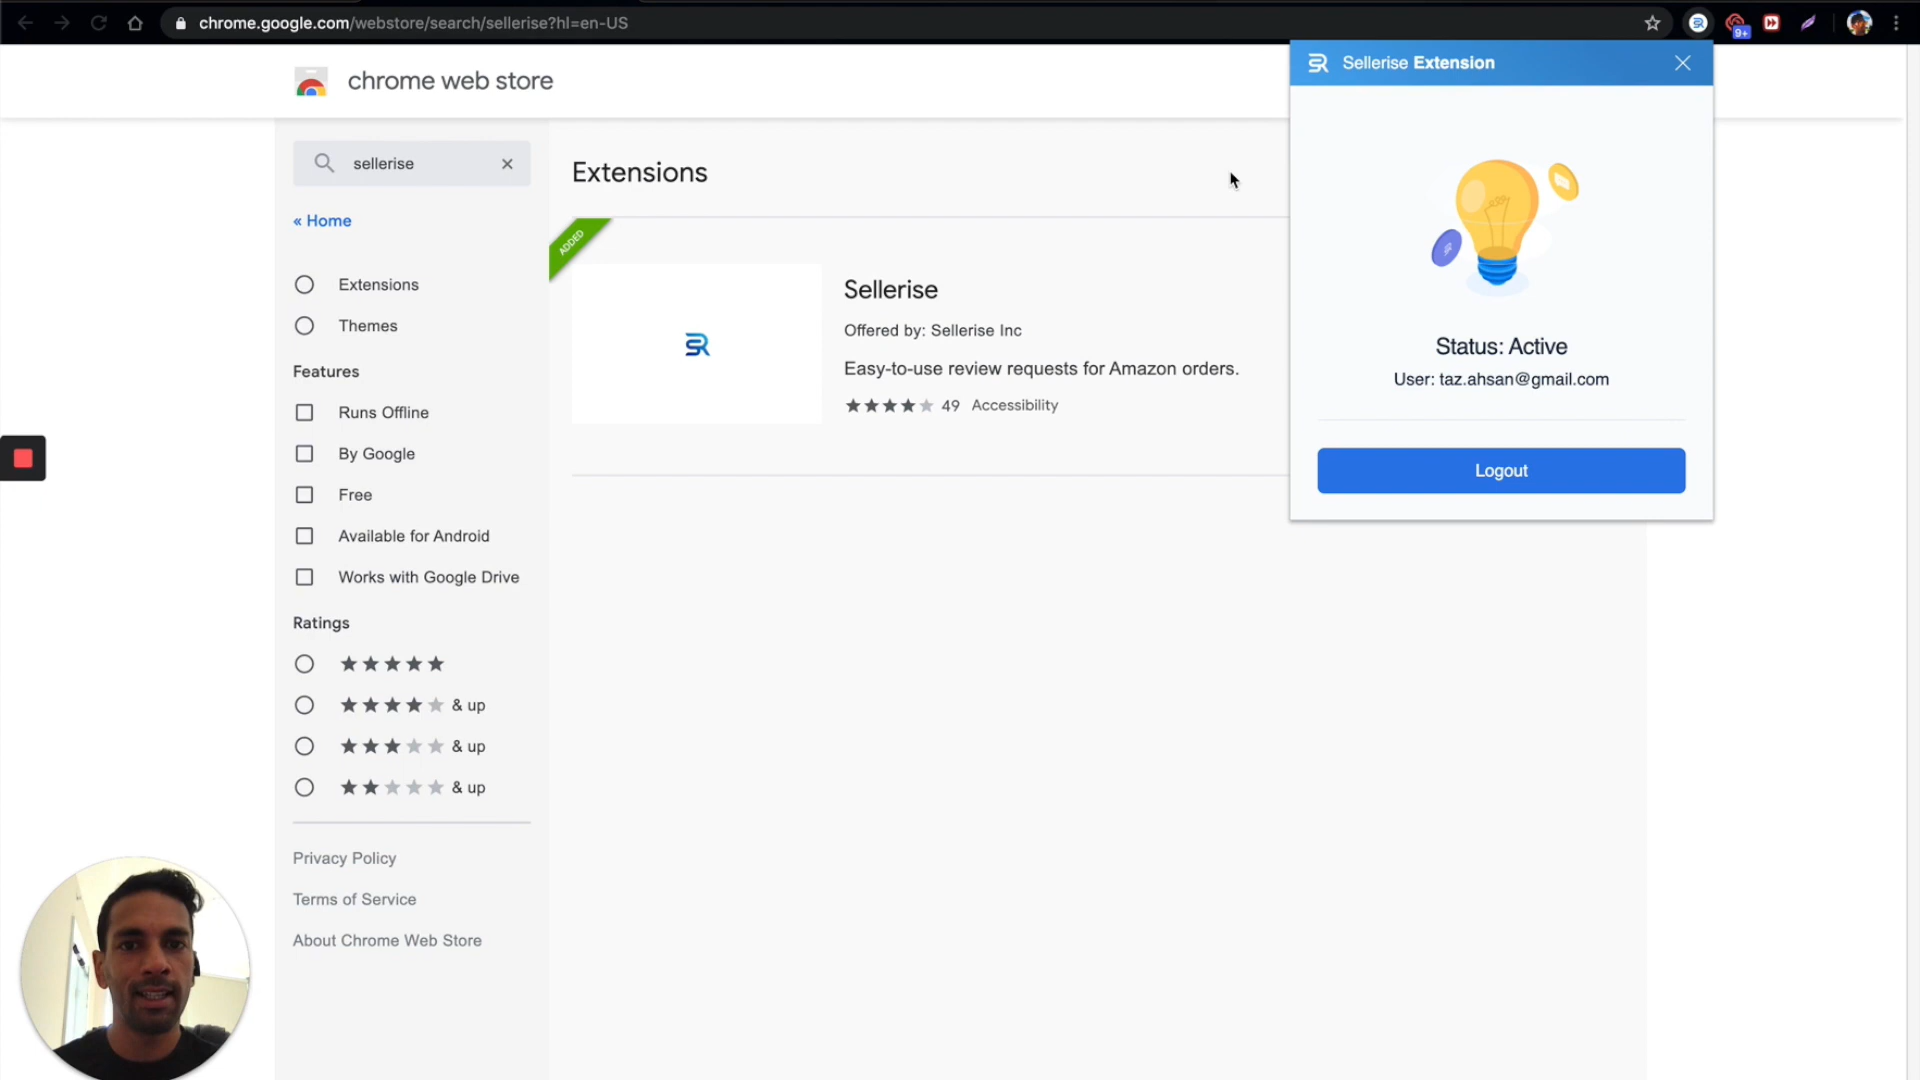 chrome.google.com/webstore/search/sellerise?hl=en-US
9+
Sellerise Extension
chrome web store
sellerise
Extensions
« Home
ADDED
Extensions
Themes
Sellerise
Offered by: Sellerise Inc
Easy-to-use review requests for Amazon orders.
49 Accessibility
Features
Runs Offline
By Google
Free
Available for Android
Works with Google Drive
Ratings
& up
& up
& up
Privacy Policy
Terms of Service
About Chrome Web Store
Status: Active
User: taz.ahsan@gmail.com
Logout